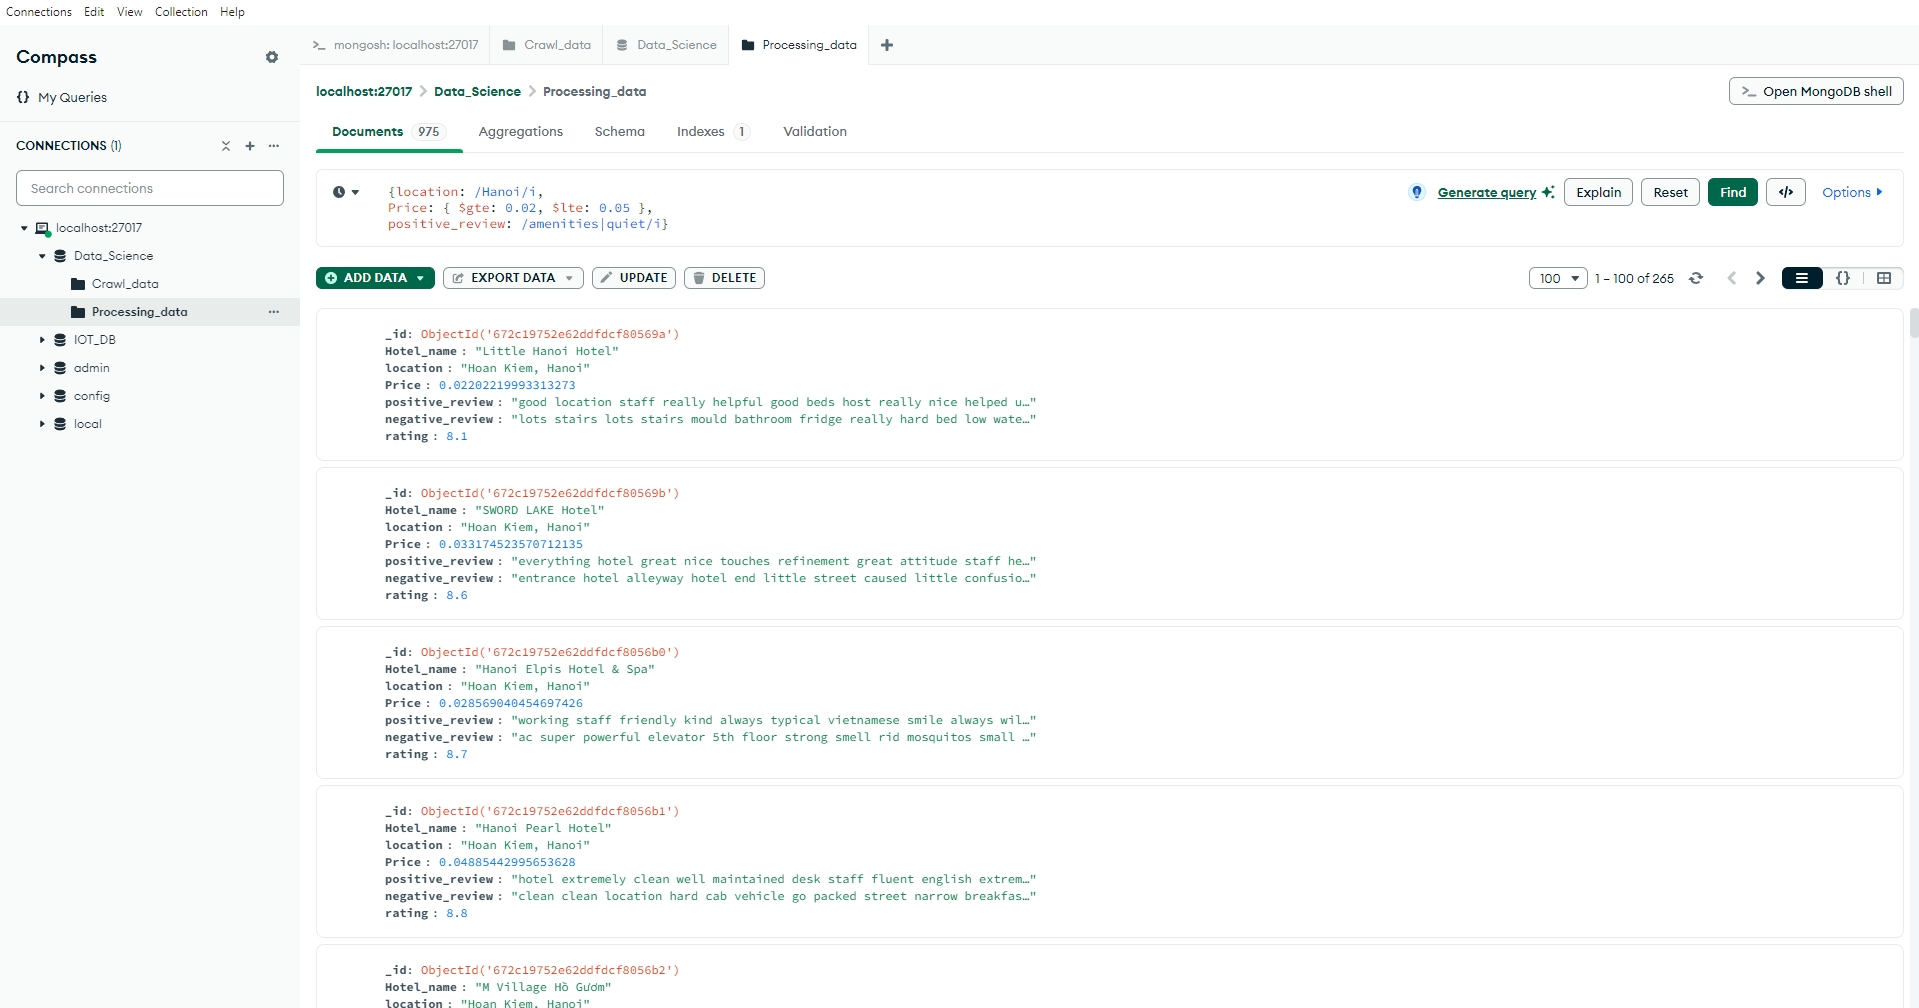 Connections Edit View Collection Help
Compass
My Queries
CONNECTIONS (1)
Search connections
localhost:27017
Data_Science
Crawl_data
Processing_data
IOT_DB
admin
config
local
>_ mongosh: localhost:27017 Crawl_data Data_Science Processing_data +
localhost:27017 > Data_Science > Processing_data
>_ Open MongoDB shell
Documents 975 Aggregations Schema Indexes 1 Validation
{location: /Hanoi/i,
Price: { $gte: 0.02, $lte: 0.05 },
positive_review: /amenities|quiet/i}
Generate query Explain Reset Find </> Options
ADD DATA EXPORT DATA UPDATE DELETE
100 1 – 100 of 265 {}
_id: ObjectId('672c19752e62ddfdcf80569a')
Hotel_name : "Little Hanoi Hotel"
location : "Hoan Kiem, Hanoi"
Price : 0.02202219993313273
positive_review : "good location staff really helpful good beds host really nice helped u…"
negative_review : "lots stairs lots stairs mould bathroom fridge really hard bed low wate…"
rating : 8.1
_id: ObjectId('672c19752e62ddfdcf80569b')
Hotel_name : "SWORD LAKE Hotel"
location : "Hoan Kiem, Hanoi"
Price : 0.033174523570712135
positive_review : "everything hotel great nice touches refinement great attitude staff he…"
negative_review : "entrance hotel alleyway hotel end little street caused little confusio…"
rating : 8.6
_id: ObjectId('672c19752e62ddfdcf8056b0')
Hotel_name : "Hanoi Elpis Hotel & Spa"
location : "Hoan Kiem, Hanoi"
Price : 0.028569040454697426
positive_review : "working staff friendly kind always typical vietnamese smile always wil…"
negative_review : "ac super powerful elevator 5th floor strong smell rid mosquitos small …"
rating : 8.7
_id: ObjectId('672c19752e62ddfdcf8056b1')
Hotel_name : "Hanoi Pearl Hotel"
location : "Hoan Kiem, Hanoi"
Price : 0.04885442995653628
positive_review : "hotel extremely clean well maintained desk staff fluent english extrem…"
negative_review : "clean clean location hard cab vehicle go packed street narrow breakfas…"
rating : 8.8
_id: ObjectId('672c19752e62ddfdcf8056b2')
Hotel_name : "M Village Hồ Gươm"
location : "Hoan Kiem, Hanoi"